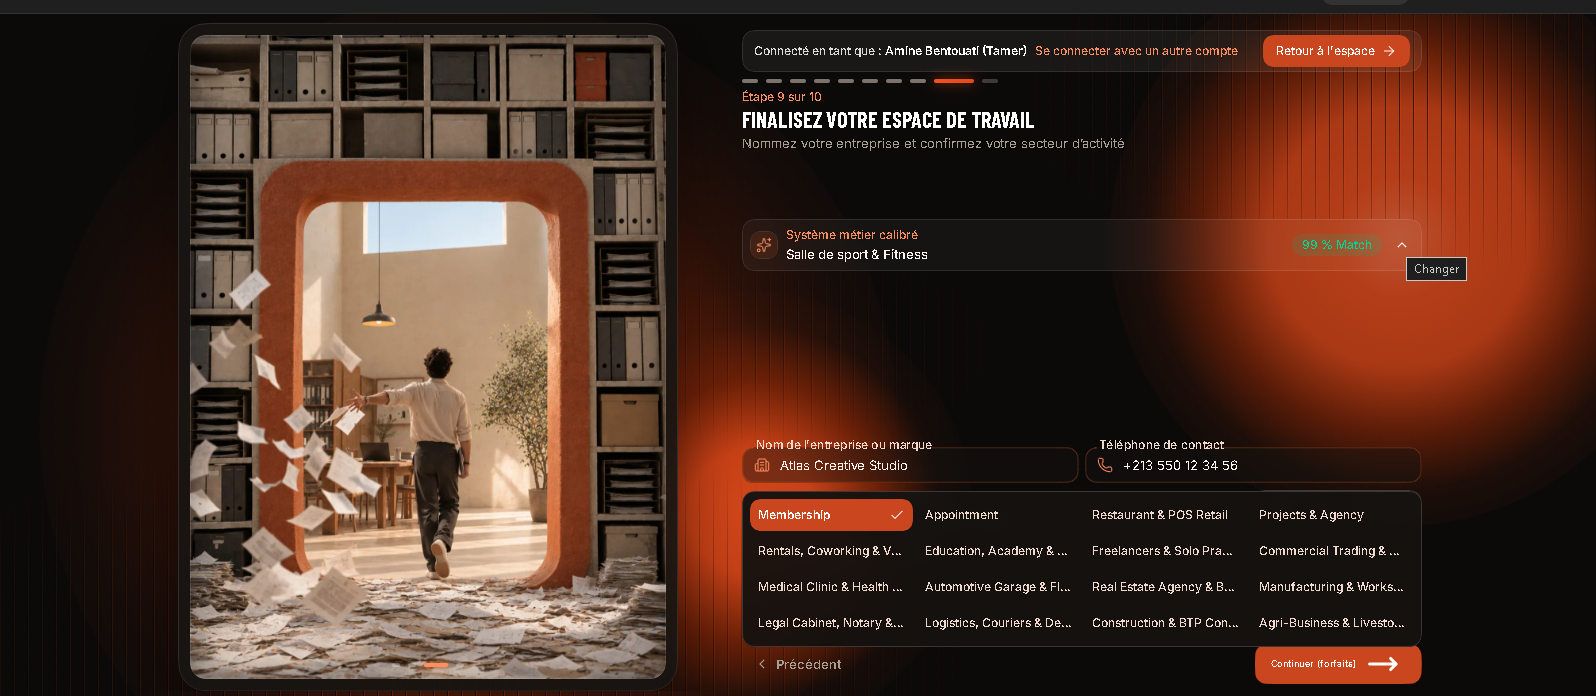 Connecté en tant que : Amine Bentouati (Tamer) Se connecter avec un autre compte Retour à l'espace
Étape 9 sur 10
FINALISEZ VOTRE ESPACE DE TRAVAIL
Nommez votre entreprise et confirmez votre secteur d'activité
Système métier calibré
Salle de sport & Fitness
99 % Match
Changer
Nom de l'entreprise ou marque
Atlas Creative Studio
Téléphone de contact
+213 550 12 34 56
Membership Appointment Restaurant & POS Retail Projects & Agency
Rentals, Coworking & V... Education, Academy & ... Freelancers & Solo Pra... Commercial Trading & ...
Medical Clinic & Health ... Automotive Garage & Fl... Real Estate Agency & B... Manufacturing & Works...
Legal Cabinet, Notary &... Logistics, Couriers & De... Construction & BTP Con... Agri-Business & Livesto...
Précédent Continuer (forfaits)